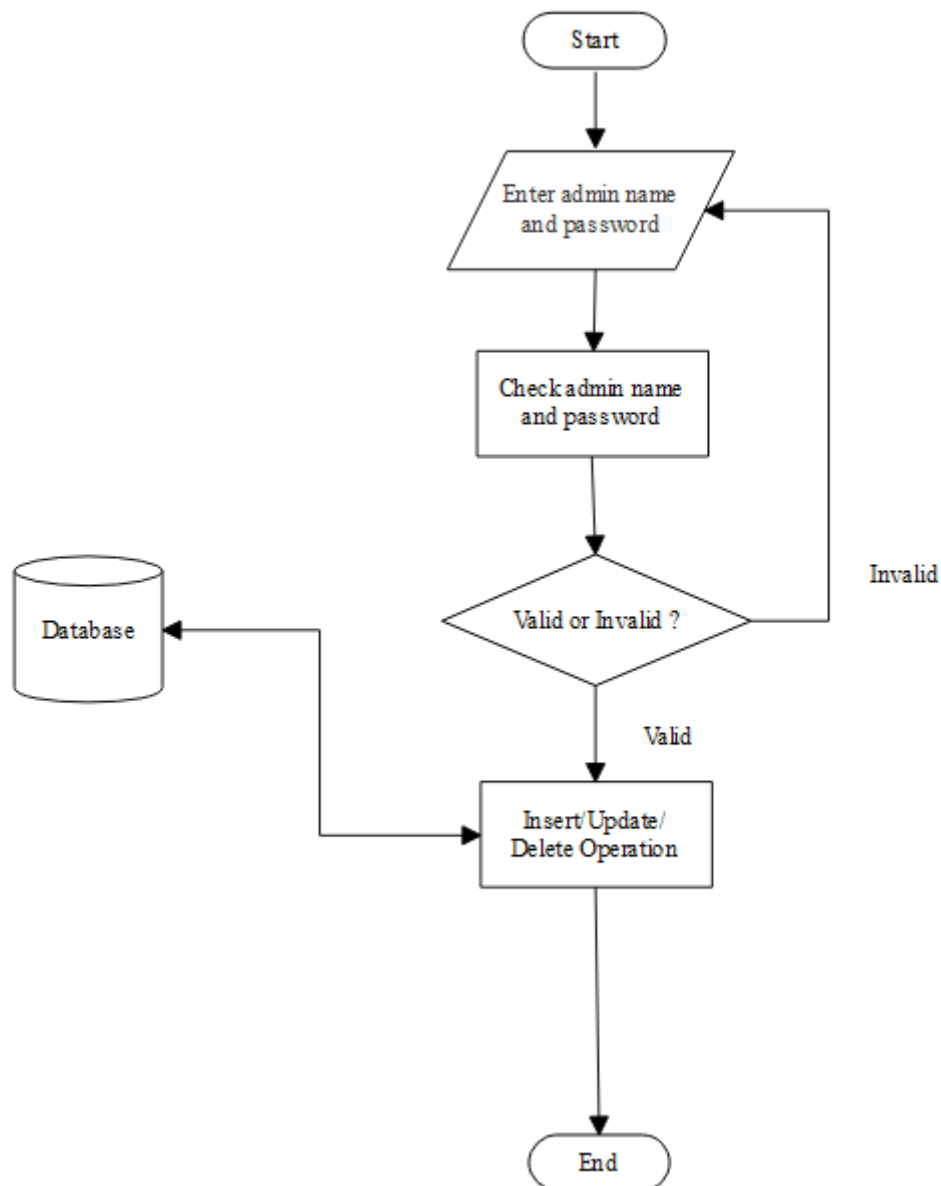 Start
Enter admin name
and password
Check admin name
and password
Valid or Invalid ?
Invalid
Database
Valid
Insert/Update/
Delete Operation
End